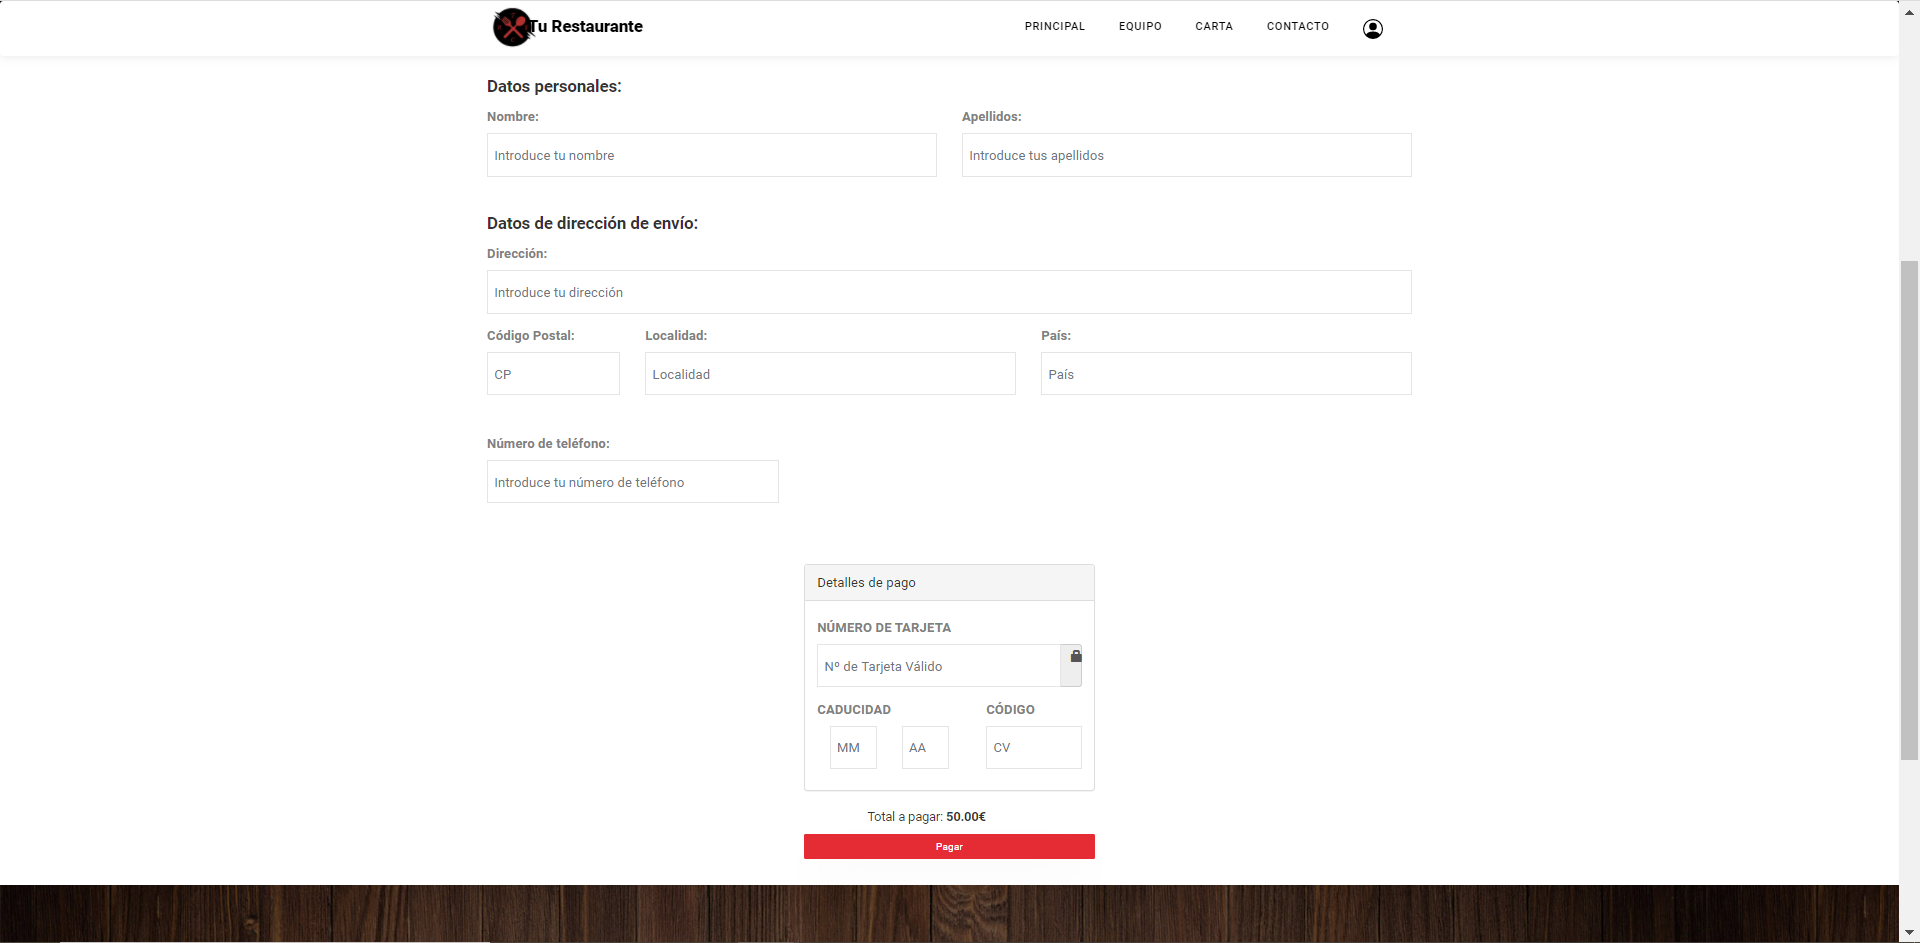 Tu Restaurante
PRINCIPAL EQUIPO CARTA CONTACTO
Datos personales:
Nombre: Apellidos:
Introduce tu nombre Introduce tus apellidos
Datos de dirección de envío:
Dirección:
Introduce tu dirección
Código Postal: Localidad: País:
CP Localidad País
Número de teléfono:
Introduce tu número de teléfono
Detalles de pago
NÚMERO DE TARJETA
Nº de Tarjeta Válido
CADUCIDAD CÓDIGO
MM AA CV
Total a pagar: 50.00€
Pagar